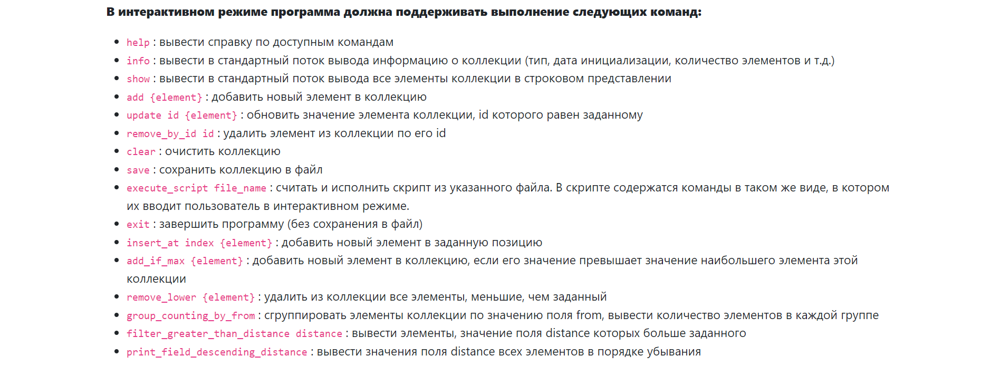 В интерактивном режиме программа должна поддерживать выполнение следующих команд:
help : вывести справку по доступным командам
info : вывести в стандартный поток вывода информацию о коллекции (тип, дата инициализации, количество элементов и т.д.)
show : вывести в стандартный поток вывода все элементы коллекции в строковом представлении
add {element} : добавить новый элемент в коллекцию
update id {element} : обновить значение элемента коллекции, id которого равен заданному
remove_by_id id : удалить элемент из коллекции по его id
clear : очистить коллекцию
save : сохранить коллекцию в файл
execute_script file_name : считать и исполнить скрипт из указанного файла. В скрипте содержатся команды в таком же виде, в котором
их вводит пользователь в интерактивном режиме.
exit : завершить программу (без сохранения в файл)
insert_at index {element} : добавить новый элемент в заданную позицию
add_if_max {element} : добавить новый элемент в коллекцию, если его значение превышает значение наибольшего элемента этой
коллекции
remove_lower {element} : удалить из коллекции все элементы, меньшие, чем заданный
group_counting_by_from : сгруппировать элементы коллекции по значению поля from, вывести количество элементов в каждой группе
filter_greater_than_distance distance : вывести элементы, значение поля distance которых больше заданного
print_field_descending_distance : вывести значения поля distance всех элементов в порядке убывания